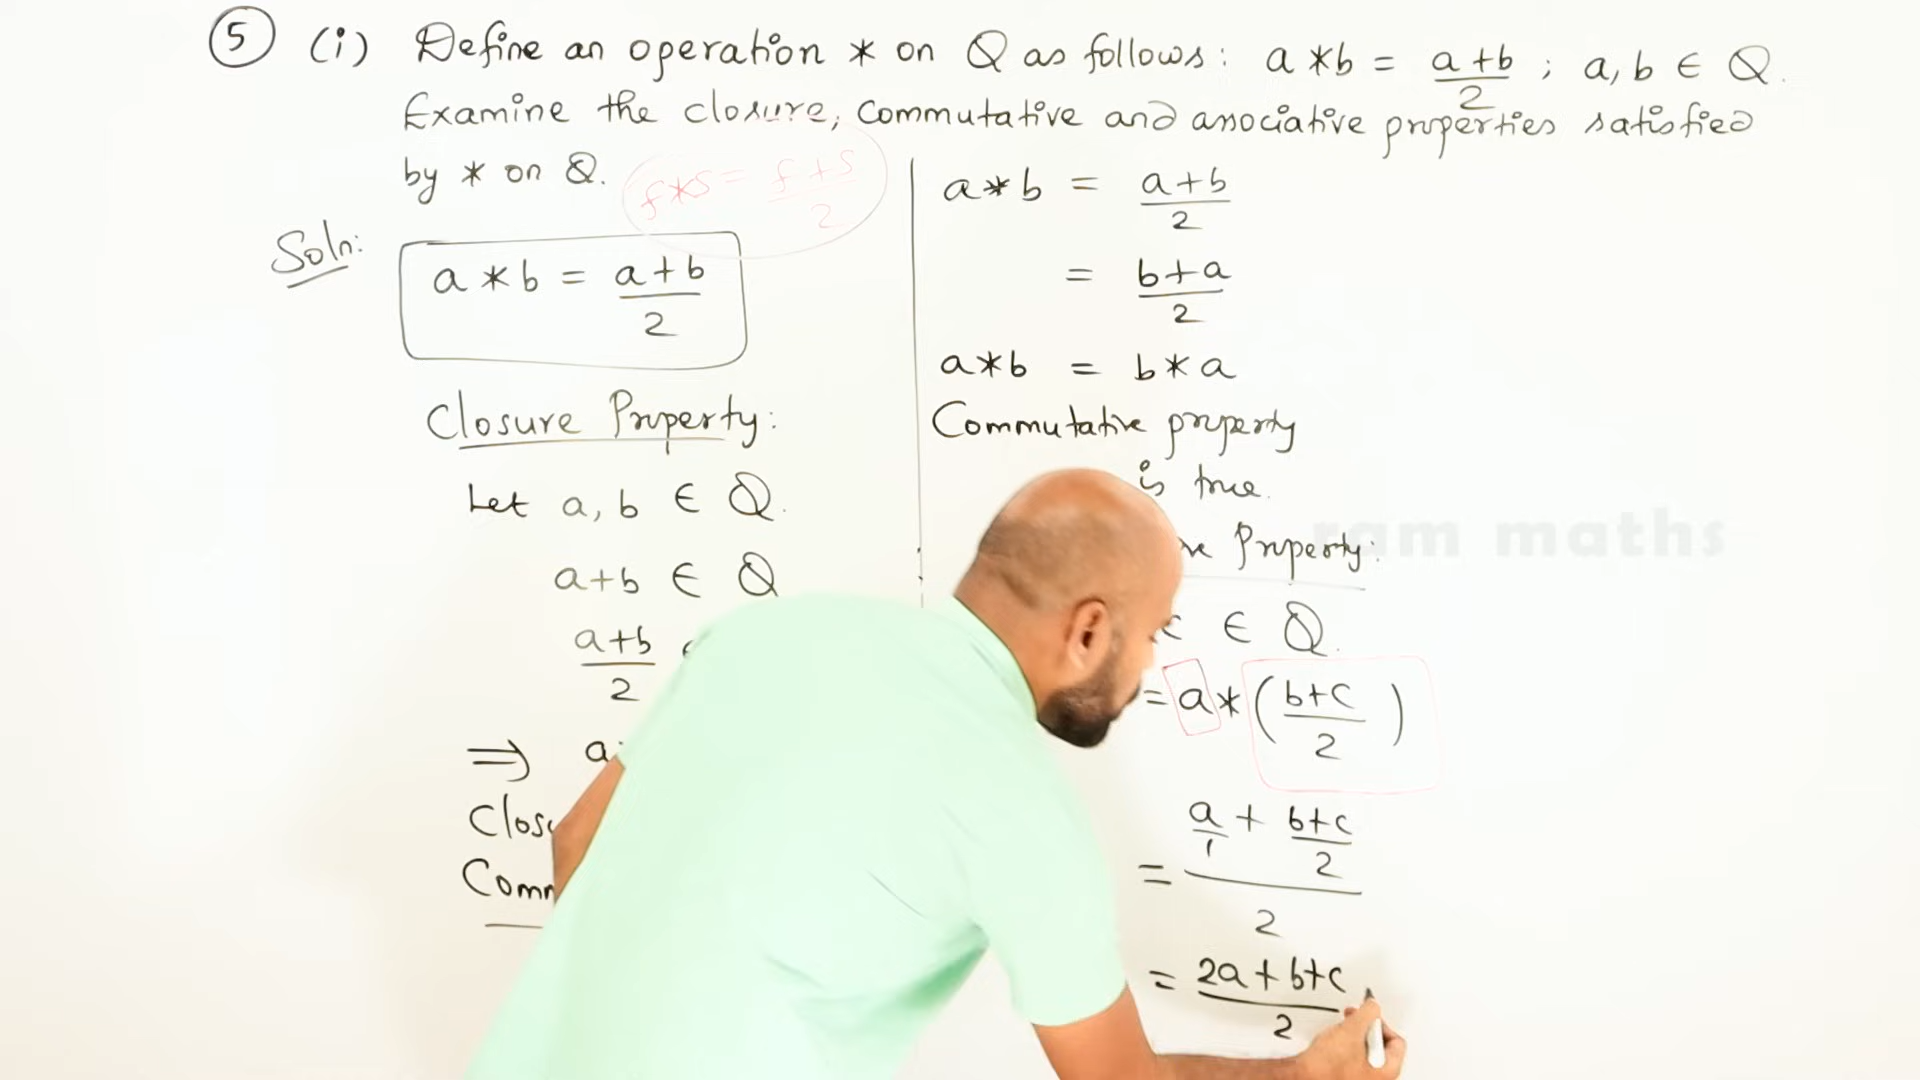 5 (i) Define an operation * on Q as follows: a*b = a+b/2 ; a, b ∈ Q.
Examine the closure, commutative and associative properties satisfied
by * on Q.
f*s = f+s/2
Soln:
a * b = a+b/2
Closure Property:
Let a, b ∈ Q.
a+b ∈ Q
a+b/2
⇒ a
Clos
Com
a*b = a+b/2
= b+a/2
a*b = b*a
Commutative property
is true.
ve Property:
c ∈ Q.
= a * (b+c/2)
= a/1 + b+c/2 / 2
= 2a+b+c/2
ram maths